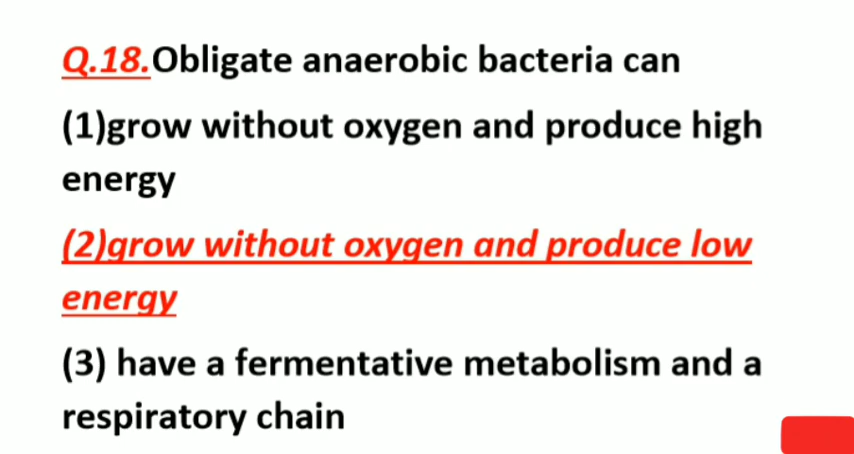 Q.18.Obligate anaerobic bacteria can
(1)grow without oxygen and produce high
energy
(2)grow without oxygen and produce low
energy
(3) have a fermentative metabolism and a
respiratory chain